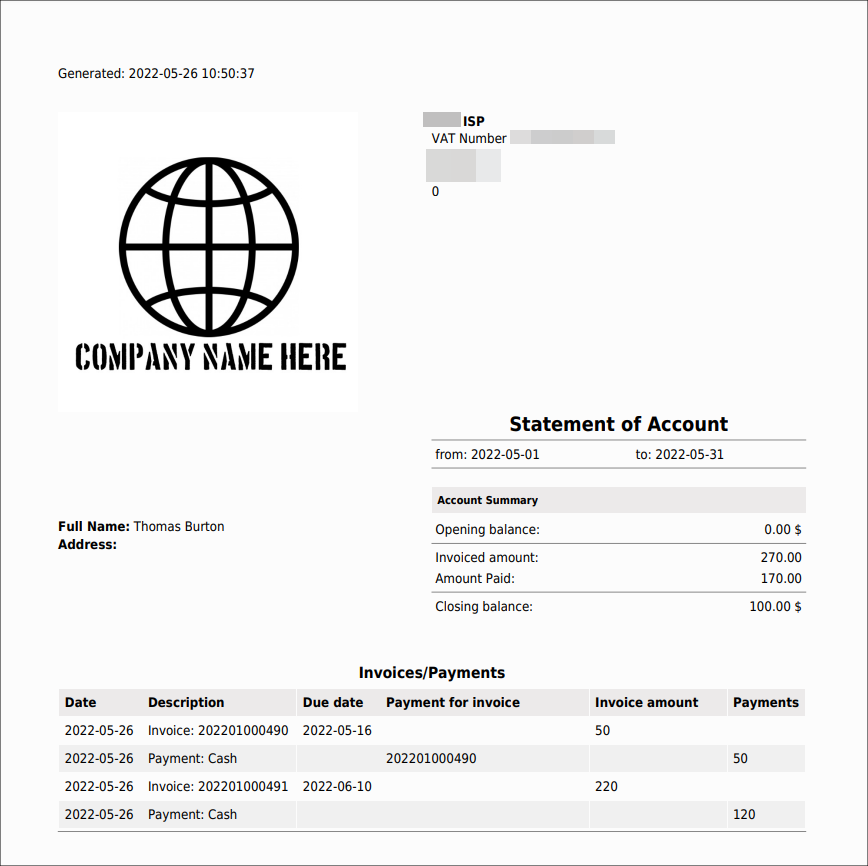 Generated: 2022-05-26 10:50:37
ISP
VAT Number
0
COMPANY NAME HERE
Statement of Account
from: 2022-05-01 to: 2022-05-31
Account Summary
Full Name: Thomas Burton
Address:
Opening balance: 0.00 $
Invoiced amount: 270.00
Amount Paid: 170.00
Closing balance: 100.00 $
Invoices/Payments
Date Description Due date Payment for invoice Invoice amount Payments
2022-05-26 Invoice: 202201000490 2022-05-16 50
2022-05-26 Payment: Cash 202201000490 50
2022-05-26 Invoice: 202201000491 2022-06-10 220
2022-05-26 Payment: Cash 120